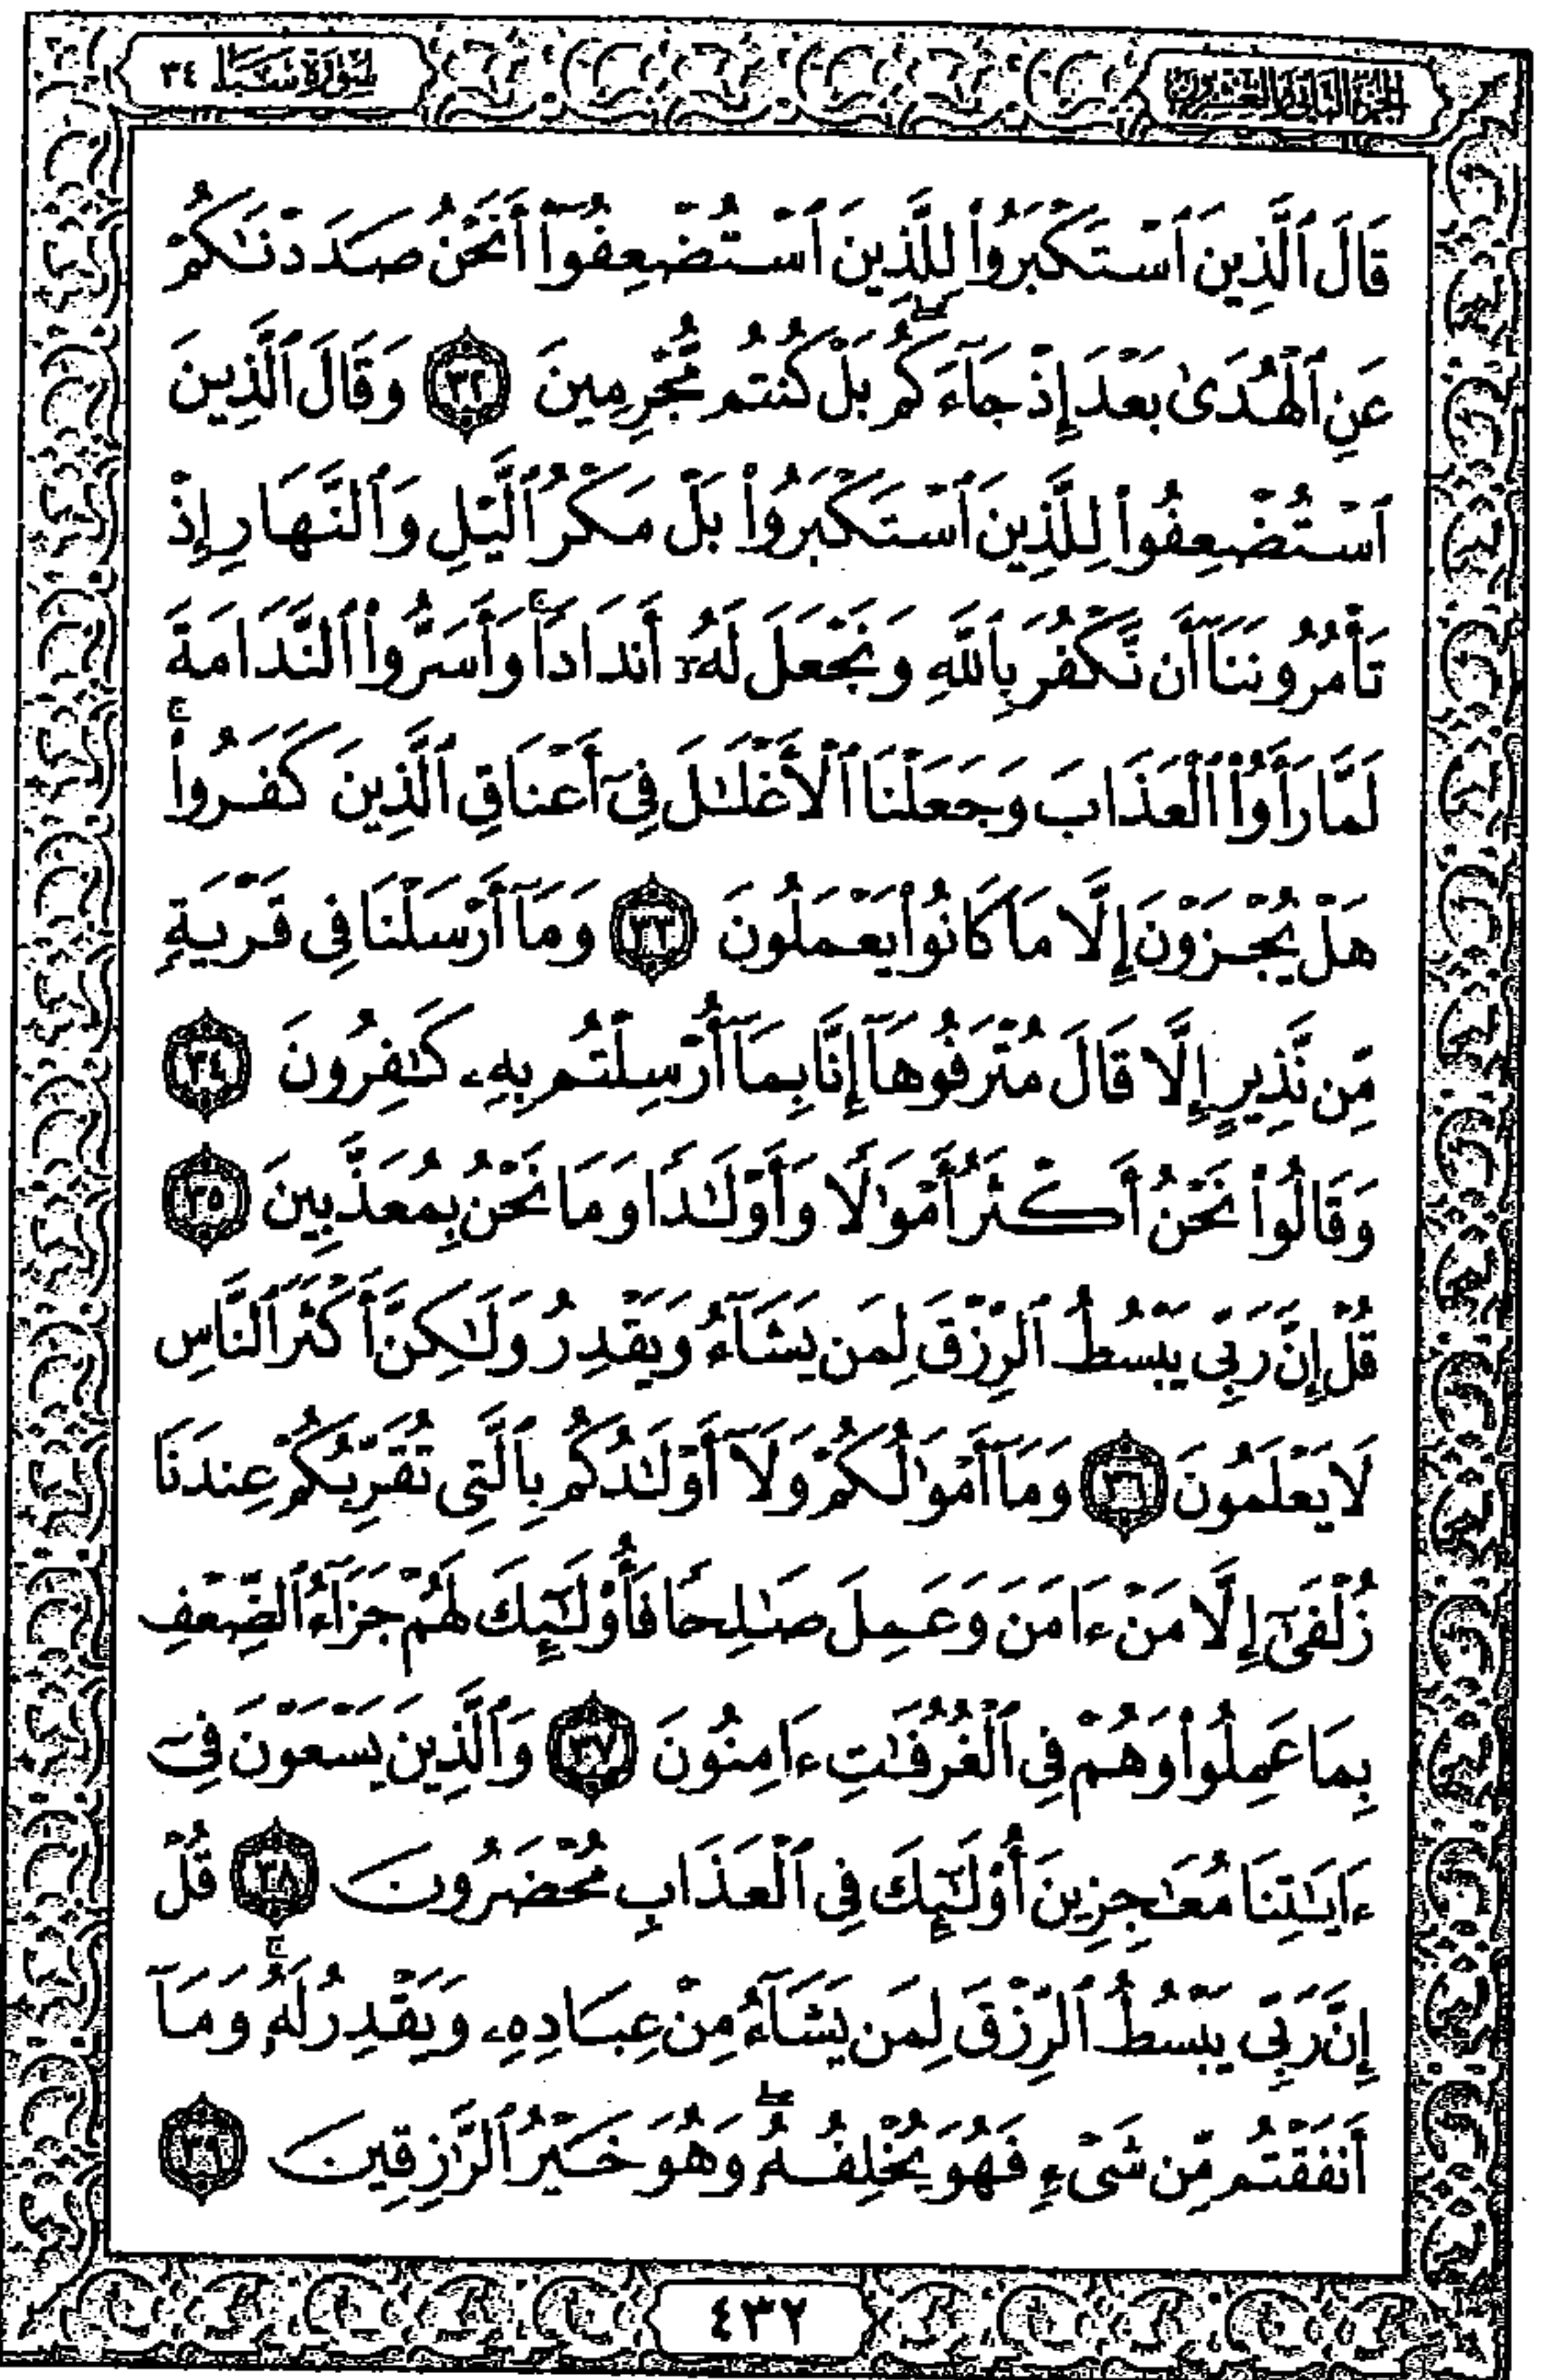 الجزء الثاني والعشرون
سورة سبأ ٣٤
قَالَ ٱلَّذِينَ ٱسْتَكْبَرُوا۟ لِلَّذِينَ ٱسْتُضْعِفُوٓا۟ أَنَحْنُ صَدَدْنَٰكُمْ
عَنِ ٱلْهُدَىٰ بَعْدَ إِذْ جَآءَكُم ۖ بَلْ كُنتُم مُّجْرِمِينَ ٣٢ وَقَالَ ٱلَّذِينَ
ٱسْتُضْعِفُوا۟ لِلَّذِينَ ٱسْتَكْبَرُوا۟ بَلْ مَكْرُ ٱلَّيْلِ وَٱلنَّهَارِ إِذْ
تَأْمُرُونَنَآ أَن نَّكْفُرَ بِٱللَّهِ وَنَجْعَلَ لَهُۥٓ أَندَادًا ۚ وَأَسَرُّوا۟ ٱلنَّدَامَةَ
لَمَّا رَأَوُا۟ ٱلْعَذَابَ وَجَعَلْنَا ٱلْأَغْلَٰلَ فِىٓ أَعْنَاقِ ٱلَّذِينَ كَفَرُوا۟ ۚ
هَلْ يُجْزَوْنَ إِلَّا مَا كَانُوا۟ يَعْمَلُونَ ٣٣ وَمَآ أَرْسَلْنَا فِى قَرْيَةٍ
مِّن نَّذِيرٍ إِلَّا قَالَ مُتْرَفُوهَآ إِنَّا بِمَآ أُرْسِلْتُم بِهِۦ كَٰفِرُونَ ٣٤
وَقَالُوا۟ نَحْنُ أَكْثَرُ أَمْوَٰلًا وَأَوْلَٰدًا وَمَا نَحْنُ بِمُعَذَّبِينَ ٣٥
قُلْ إِنَّ رَبِّى يَبْسُطُ ٱلرِّزْقَ لِمَن يَشَآءُ وَيَقْدِرُ وَلَٰكِنَّ أَكْثَرَ ٱلنَّاسِ
لَا يَعْلَمُونَ ٣٦ وَمَآ أَمْوَٰلُكُمْ وَلَآ أَوْلَٰدُكُم بِٱلَّتِى تُقَرِّبُكُمْ عِندَنَا
زُلْفَىٰٓ إِلَّا مَنْ ءَامَنَ وَعَمِلَ صَٰلِحًا فَأُو۟لَٰٓئِكَ لَهُمْ جَزَآءُ ٱلضِّعْفِ
بِمَا عَمِلُوا۟ وَهُمْ فِى ٱلْغُرُفَٰتِ ءَامِنُونَ ٣٧ وَٱلَّذِينَ يَسْعَوْنَ فِىٓ
ءَايَٰتِنَا مُعَٰجِزِينَ أُو۟لَٰٓئِكَ فِى ٱلْعَذَابِ مُحْضَرُونَ ٣٨ قُلْ
إِنَّ رَبِّى يَبْسُطُ ٱلرِّزْقَ لِمَن يَشَآءُ مِنْ عِبَادِهِۦ وَيَقْدِرُ لَهُۥ ۚ وَمَآ
أَنفَقْتُم مِّن شَىْءٍ فَهُوَ يُخْلِفُهُۥ ۖ وَهُوَ خَيْرُ ٱلرَّٰزِقِينَ ٣٩
٤٣٢